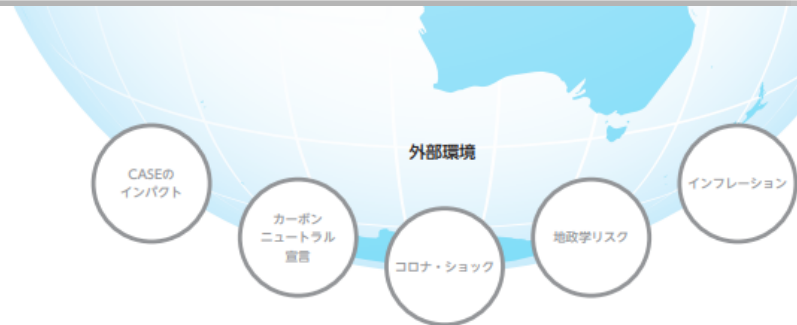 外部環境
CASEの
インパクト
カーボン
ニュートラル
宣言
コロナ・ショック
地政学リスク
インフレーション